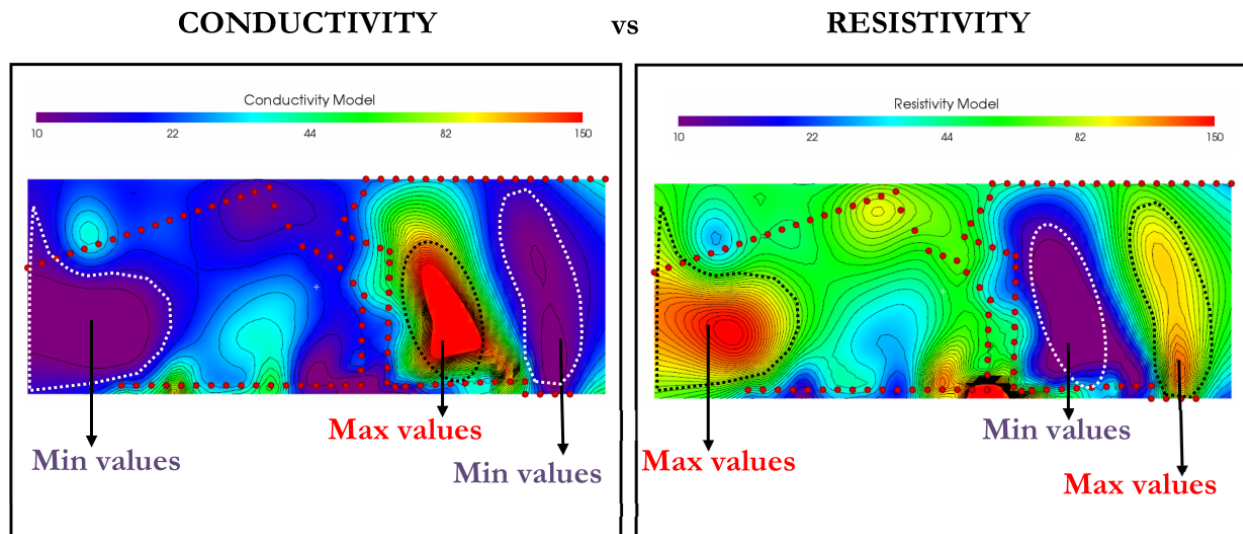 CONDUCTIVITY vs RESISTIVITY
Conductivity Model
10 22 44 82 150
Min values
Max values
Min values
Resistivity Model
10 22 44 82 150
Max values
Min values
Max values